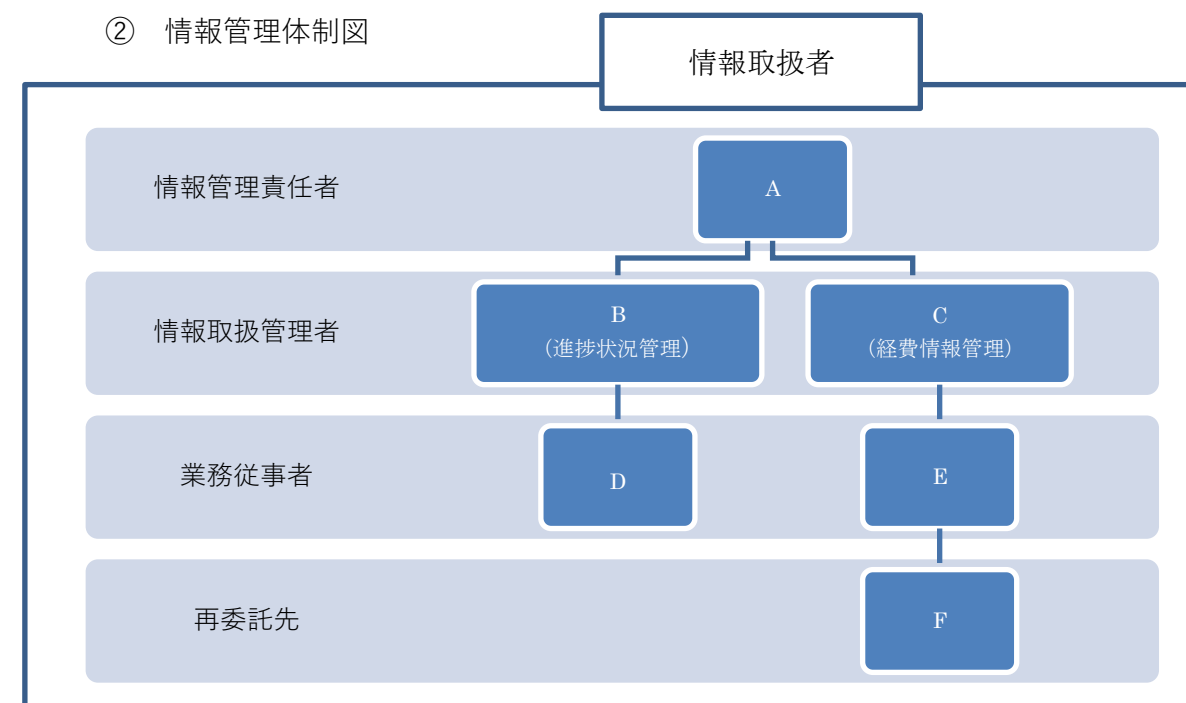 ② 情報管理体制図
情報取扱者
情報管理責任者
A
情報取扱管理者
B
(進捗状況管理)
C
(経費情報管理)
業務従事者
D
E
再委託先
F